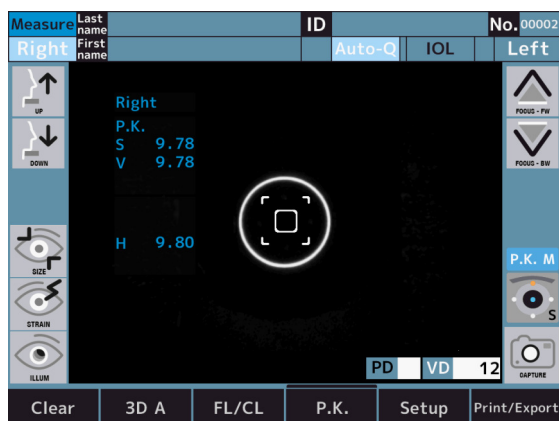 Measure Last name ID No. 00002
Right First name Auto-Q IOL Left
UP
FOCUS - FW
Right
P.K.
S 9.78
V 9.78
DOWN
FOCUS - BW
H 9.80
SIZE
P.K. M
S
STRAIN
PD VD 12
ILLUM
CAPTURE
Clear 3D A FL/CL P.K. Setup Print/Export